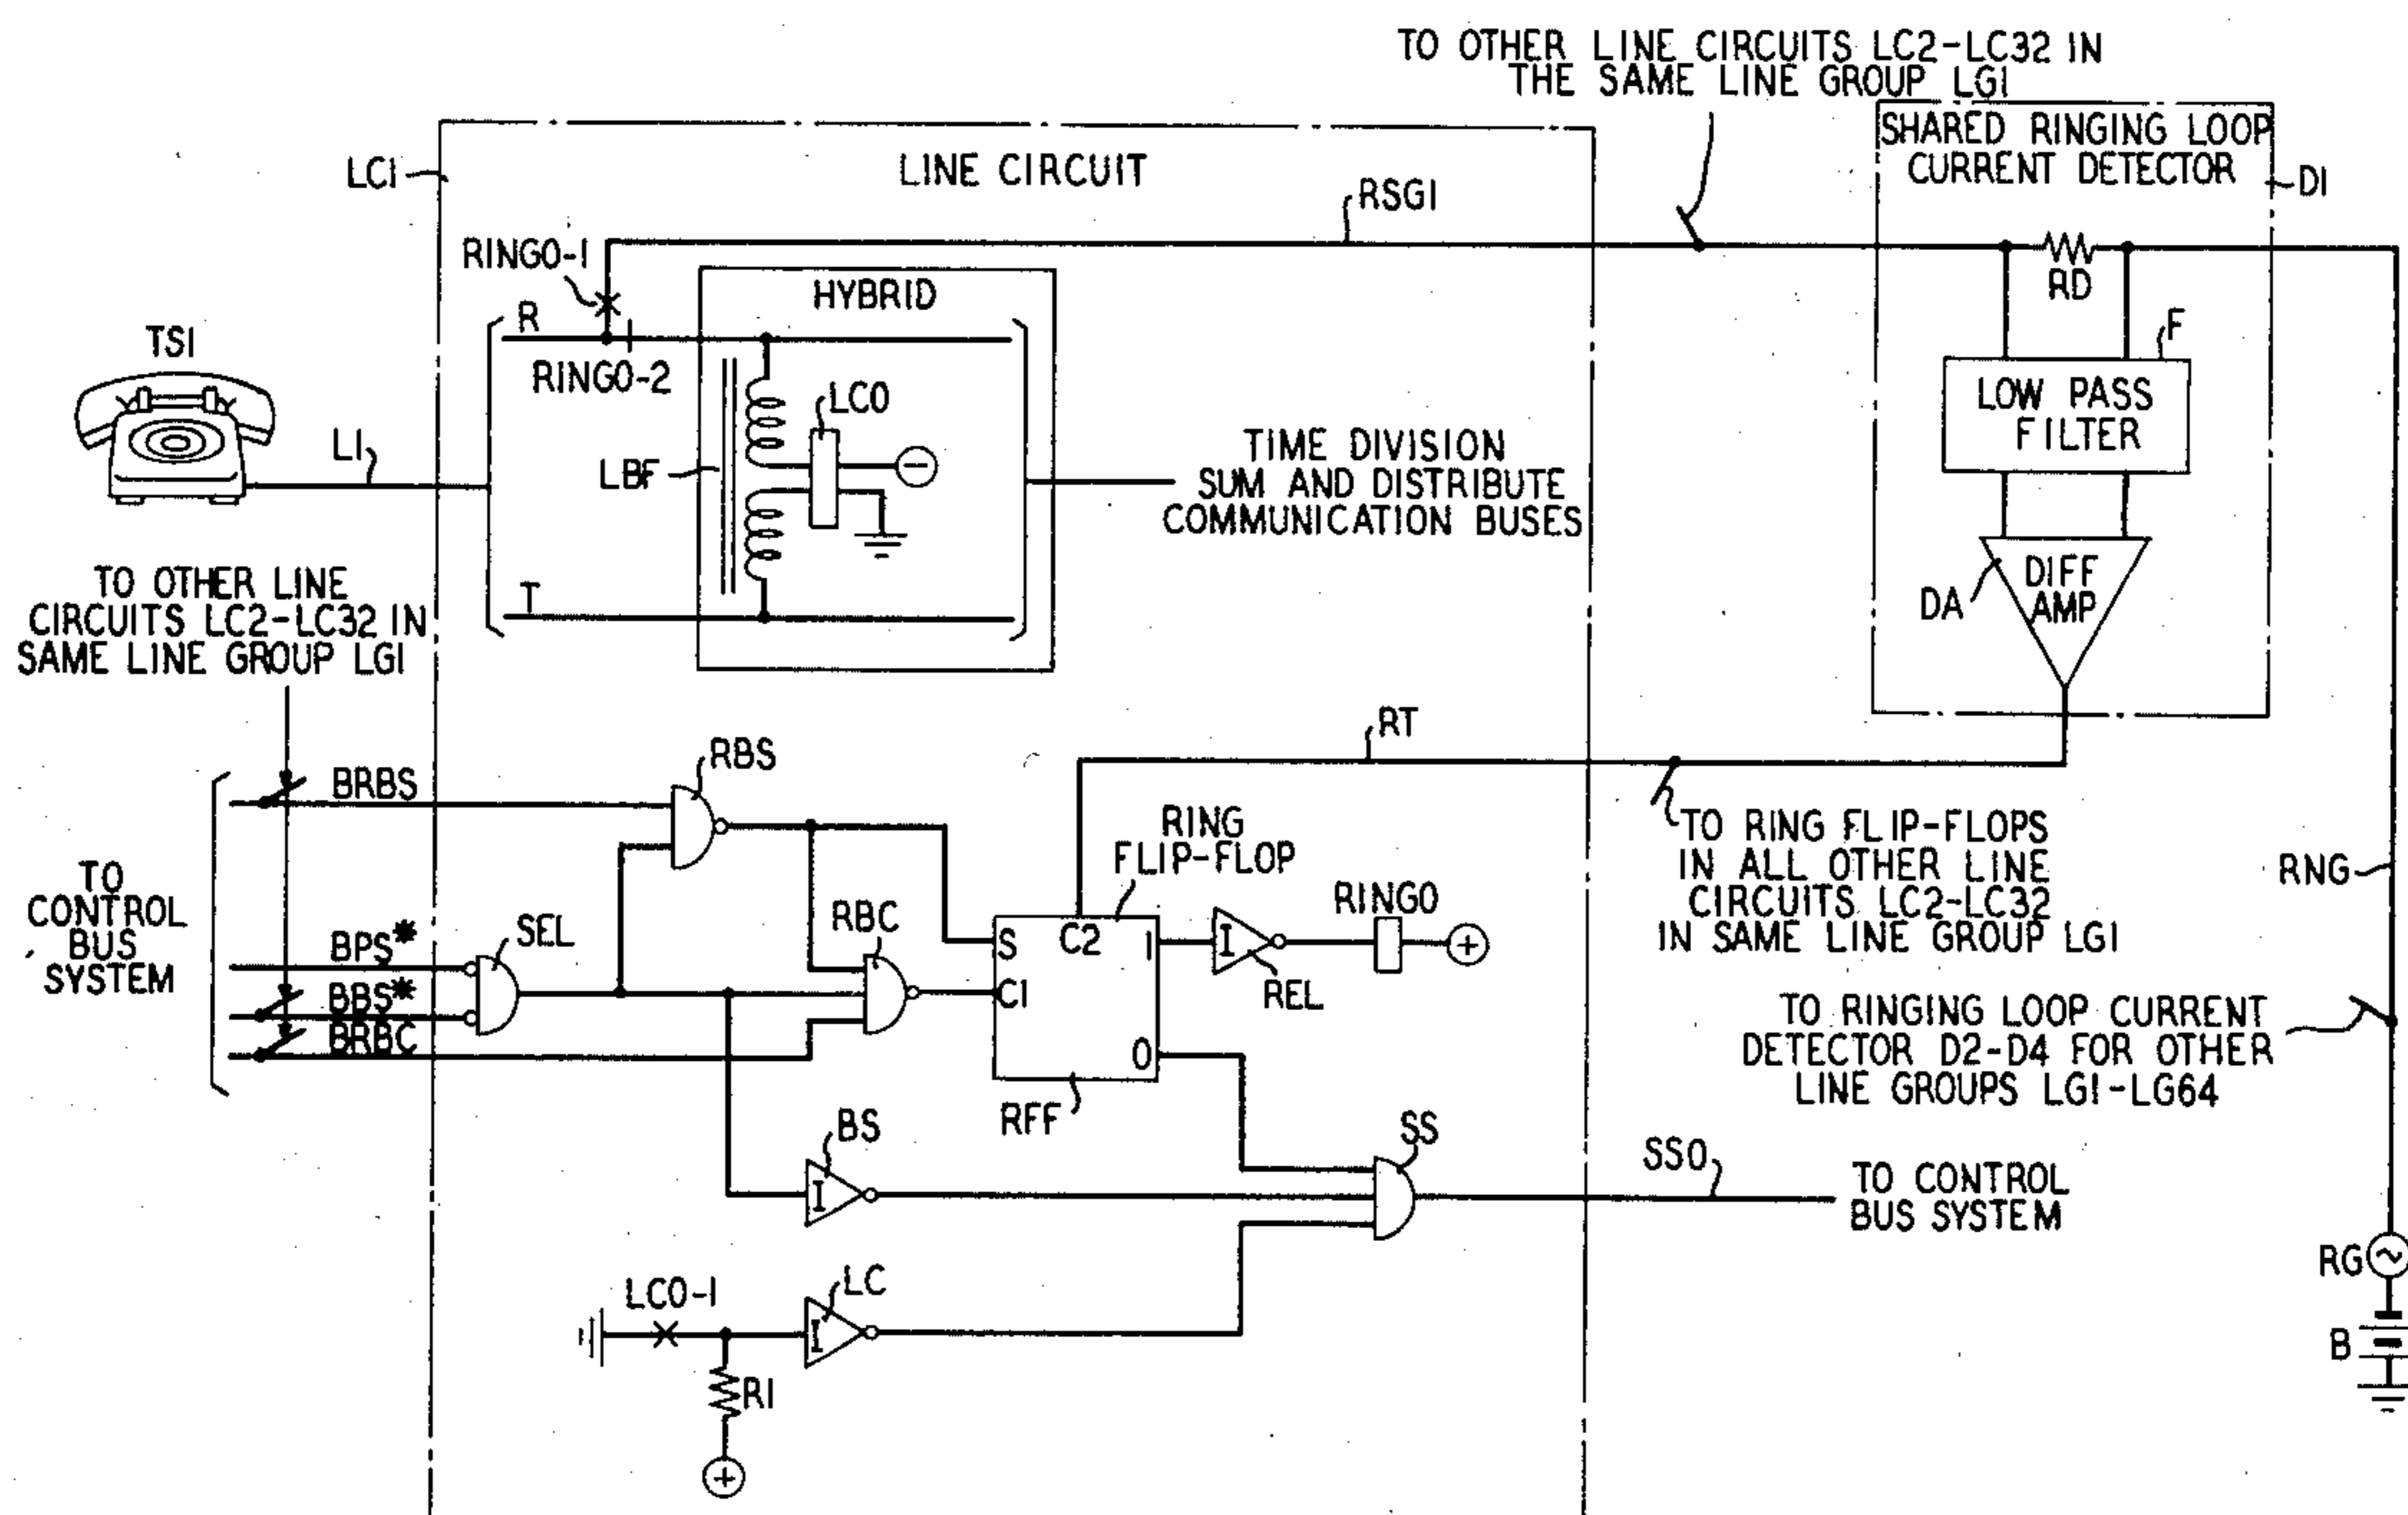 TO OTHER LINE CIRCUITS LC2-LC32 IN
THE SAME LINE GROUP LG1
SHARED RINGING LOOP
CURRENT DETECTOR
D1
LC1
LINE CIRCUIT
RSG1
RING0-1
HYBRID
R
RING0-2
RD
F
TS1
LC0
LOW PASS
FILTER
L1
LBF
TIME DIVISION
SUM AND DISTRIBUTE
COMMUNICATION BUSES
DIFF
AMP
DA
T
TO OTHER LINE
CIRCUITS LC2-LC32 IN
SAME LINE GROUP LG1
RT
RBS
BRBS
RING
FLIP-FLOP
TO RING FLIP-FLOPS
IN ALL OTHER LINE
CIRCUITS LC2-LC32
IN SAME LINE GROUP LG1
RNG
TO
CONTROL
BUS
SYSTEM
BPS*
SEL
RBC
S
C2
1
I
RING0
+
REL
BBS*
C1
BRBC
0
TO RINGING LOOP CURRENT
DETECTOR D2-D4 FOR OTHER
LINE GROUPS LG1-LG64
RFF
BS
I
SS
SS0
TO CONTROL
BUS SYSTEM
RG
LC0-1
LC
I
B
R1
+